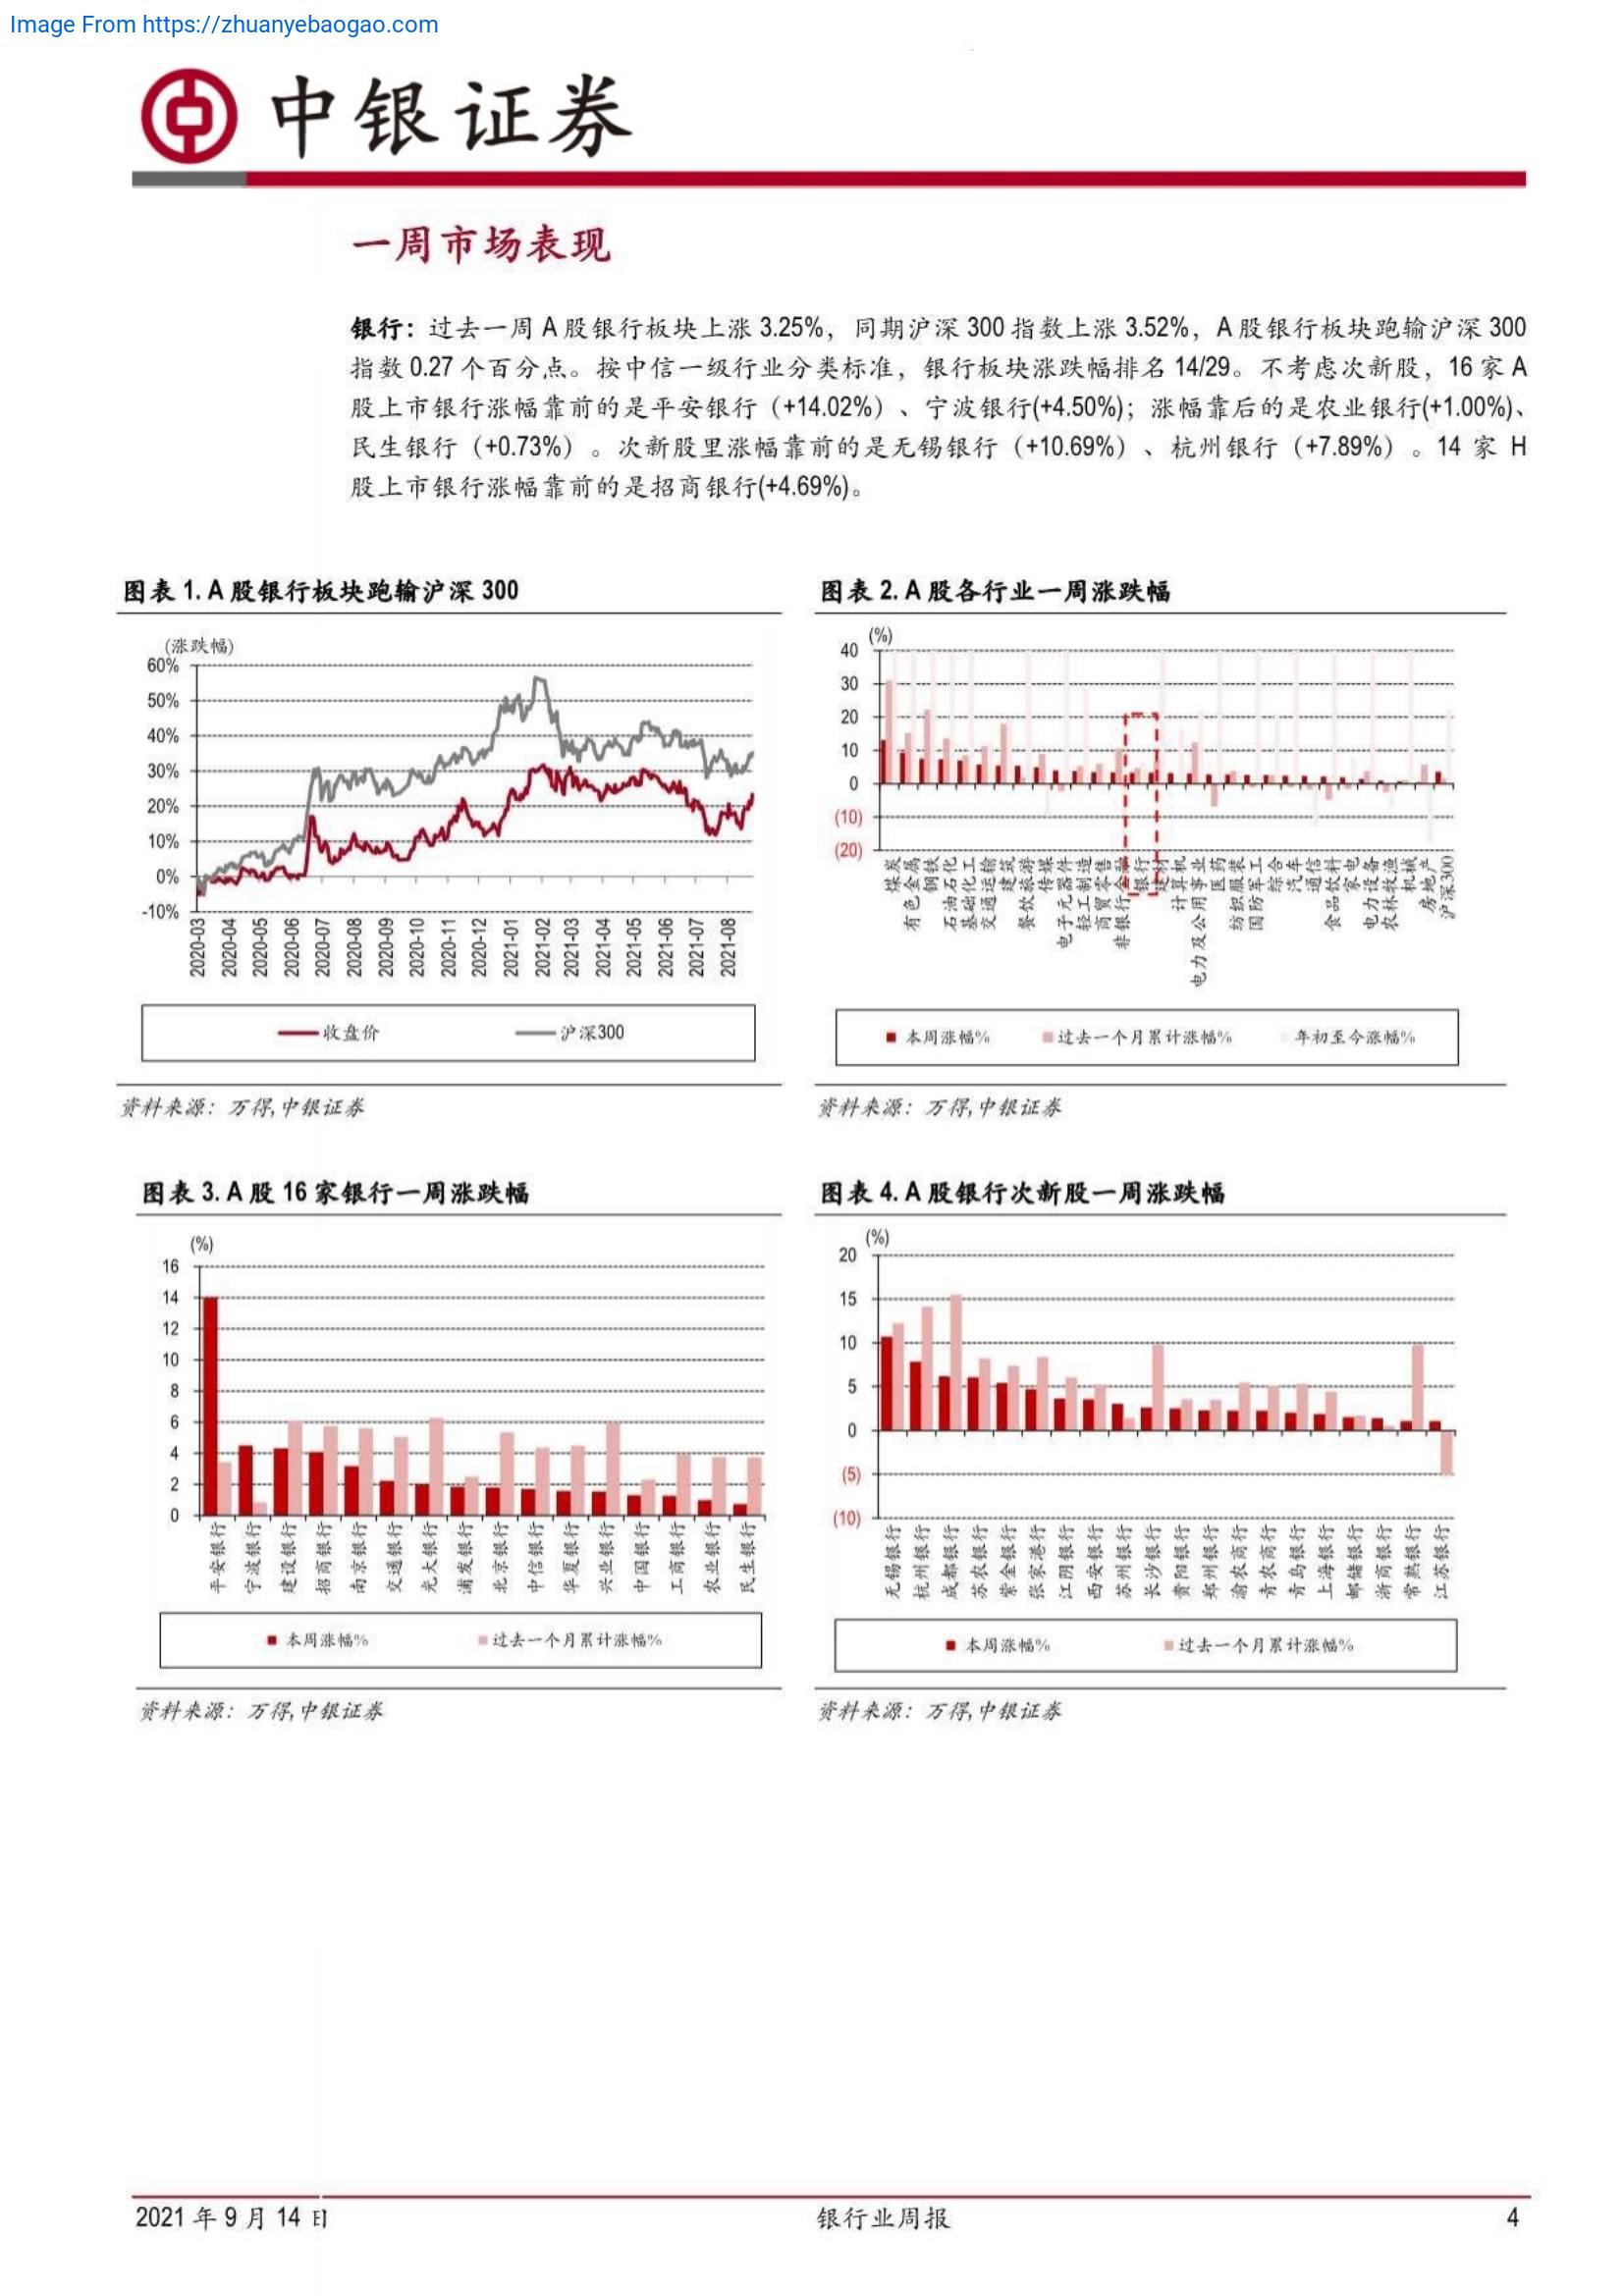 Image From https://zhuanyebaogao.com
中银证券
一周市场表现
银行：过去一周 A 股银行板块上涨 3.25%，同期沪深 300 指数上涨 3.52%，A 股银行板块跑输沪深 300
指数 0.27 个百分点。按中信一级行业分类标准，银行板块涨跌幅排名 14/29。不考虑次新股，16 家 A
股上市银行涨幅靠前的是平安银行（+14.02%）、宁波银行(+4.50%)；涨幅靠后的是农业银行(+1.00%)、
民生银行（+0.73%）。次新股里涨幅靠前的是无锡银行（+10.69%）、杭州银行（+7.89%）。14 家 H
股上市银行涨幅靠前的是招商银行(+4.69%)。
图表 1. A 股银行板块跑输沪深 300
(涨跌幅)
60%
50%
40%
30%
20%
10%
0%
-10%
2020-03
2020-04
2020-05
2020-06
2020-07
2020-08
2020-09
2020-10
2020-11
2020-12
2021-01
2021-02
2021-03
2021-04
2021-05
2021-06
2021-07
2021-08
收盘价
沪深300
资料来源：万得,中银证券
图表 2. A 股各行业一周涨跌幅
(%)
40
30
20
10
0
(10)
(20)
煤炭
有色金属
钢铁
石油石化
基础化工
交通运输
建筑
餐饮旅游
传媒
电子元器件
轻工制造
商贸零售
非银行金融
银行
建材
计算机
电力及公用事业
医药
纺织服装
国防军工
综合
汽车
通信
食品饮料
家电
电力设备
农林牧渔
机械
房地产
沪深300
本周涨幅%
过去一个月累计涨幅%
年初至今涨幅%
资料来源：万得,中银证券
图表 3. A 股 16 家银行一周涨跌幅
(%)
16
14
12
10
8
6
4
2
0
平安银行
宁波银行
建设银行
招商银行
南京银行
交通银行
光大银行
浦发银行
北京银行
中信银行
华夏银行
兴业银行
中国银行
工商银行
农业银行
民生银行
本周涨幅%
过去一个月累计涨幅%
资料来源：万得,中银证券
图表 4. A 股银行次新股一周涨跌幅
(%)
20
15
10
5
0
(5)
(10)
无锡银行
杭州银行
成都银行
苏农银行
紫金银行
张家港行
江阴银行
西安银行
苏州银行
长沙银行
贵阳银行
郑州银行
渝农商行
青农商行
青岛银行
上海银行
邮储银行
浙商银行
常熟银行
江苏银行
本周涨幅%
过去一个月累计涨幅%
资料来源：万得,中银证券
2021 年 9 月 14 日
银行业周报
4